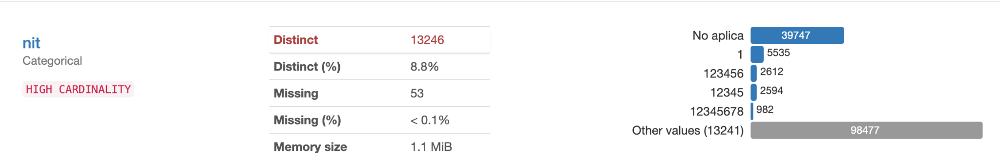 nit
Categorical
HIGH CARDINALITY
Distinct 13246
Distinct (%) 8.8%
Missing 53
Missing (%) < 0.1%
Memory size 1.1 MiB
No aplica 39747
1 5535
123456 2612
12345 2594
12345678 982
Other values (13241) 98477